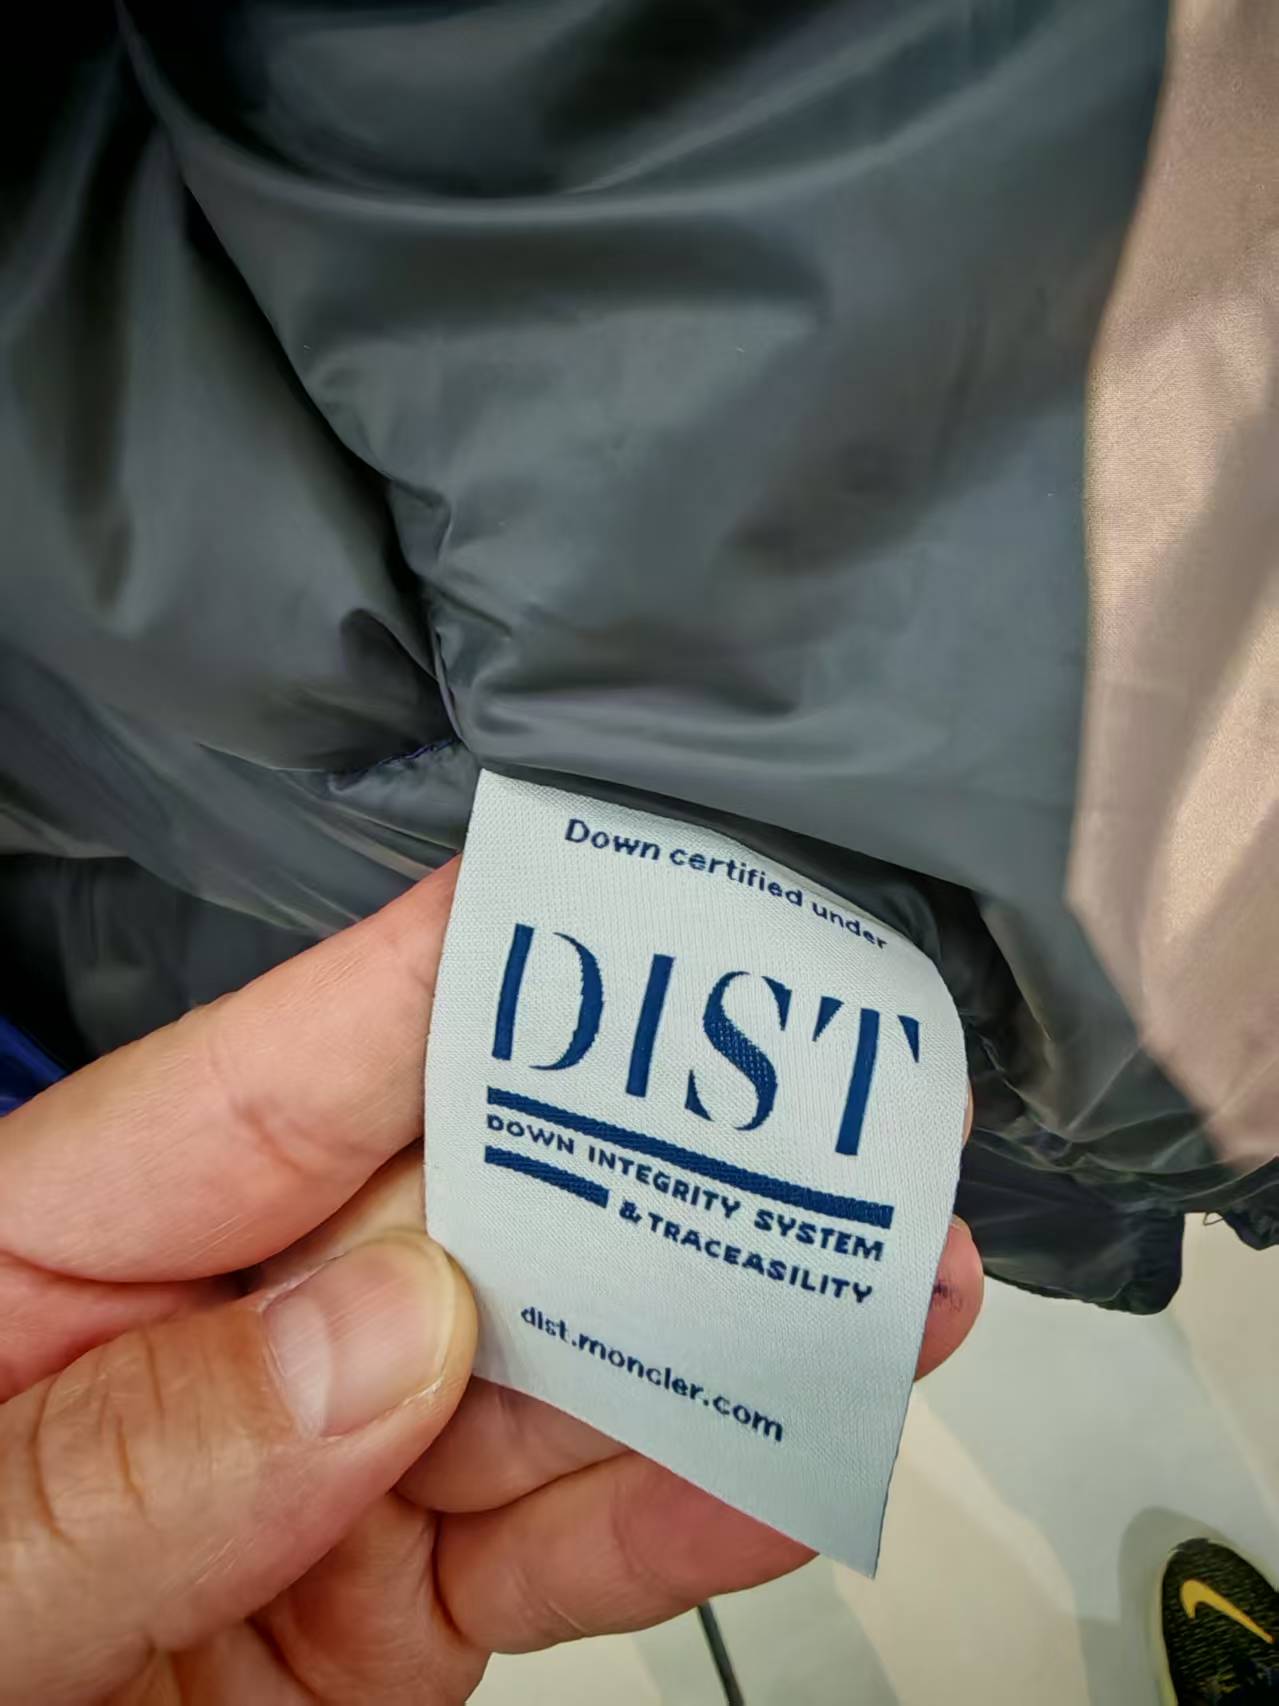 Down certified under
DIST
DOWN INTEGRITY SYSTEM
& TRACEASILITY
dist.moncler.com